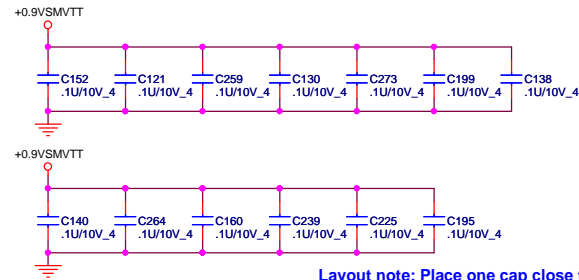 +0.9VSMVTT
C152 C121 C259 C130 C273 C199 C138
.1U/10V_4 .1U/10V_4 .1U/10V_4 .1U/10V_4 .1U/10V_4 .1U/10V_4 .1U/10V_4
+0.9VSMVTT
C140 C264 C160 C239 C225 C195
.1U/10V_4 .1U/10V_4 .1U/10V_4 .1U/10V_4 .1U/10V_4 .1U/10V_4
Layout note: Place one cap close